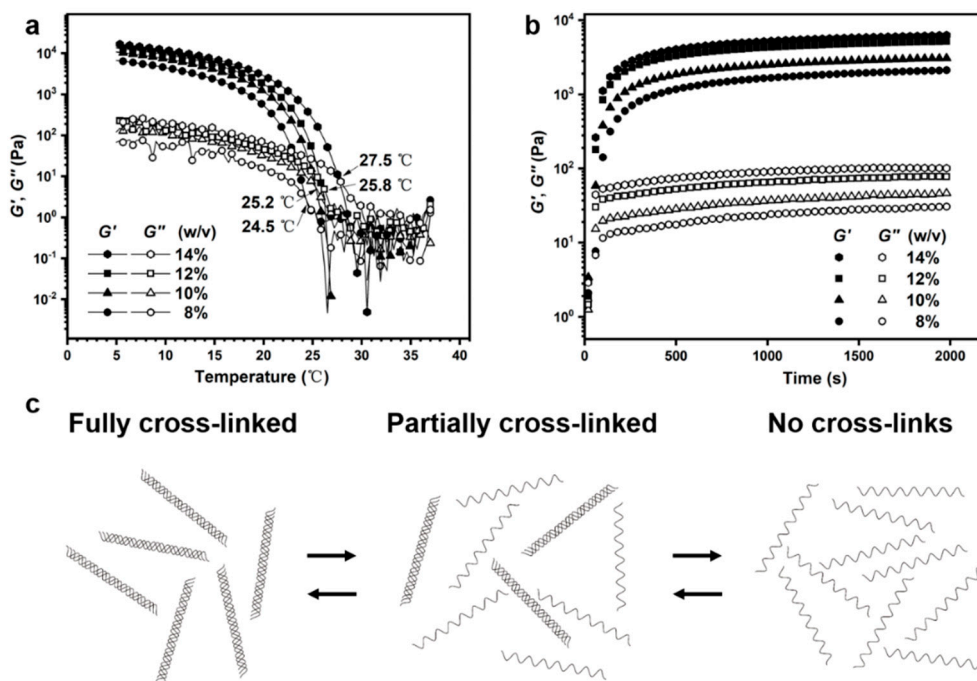 a
G', G'' (Pa)
10⁴
10³
10²
10¹
10⁰
10⁻¹
10⁻²
27.5 ℃
25.8 ℃
25.2 ℃
24.5 ℃
G' G'' (w/v)
14%
12%
10%
8%
0 5 10 15 20 25 30 35 40
Temperature (℃)
b
G', G'' (Pa)
10⁴
10³
10²
10¹
10⁰
G' G'' (w/v)
14%
12%
10%
8%
0 500 1000 1500 2000
Time (s)
c
Fully cross-linked Partially cross-linked No cross-links